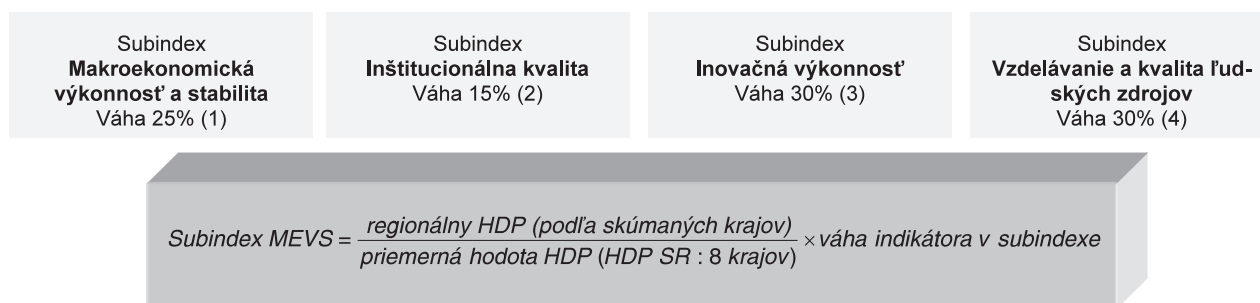 Subindex
Makroekonomická
výkonnosť a stabilita
Váha 25% (1)
Subindex
Inštitucionálna kvalita
Váha 15% (2)
Subindex
Inovačná výkonnosť
Váha 30% (3)
Subindex
Vzdelávanie a kvalita ľud-
ských zdrojov
Váha 30% (4)
Subindex MEVS = regionálny HDP (podľa skúmaných krajov) / priemerná hodota HDP (HDP SR : 8 krajov) × váha indikátora v subindexe